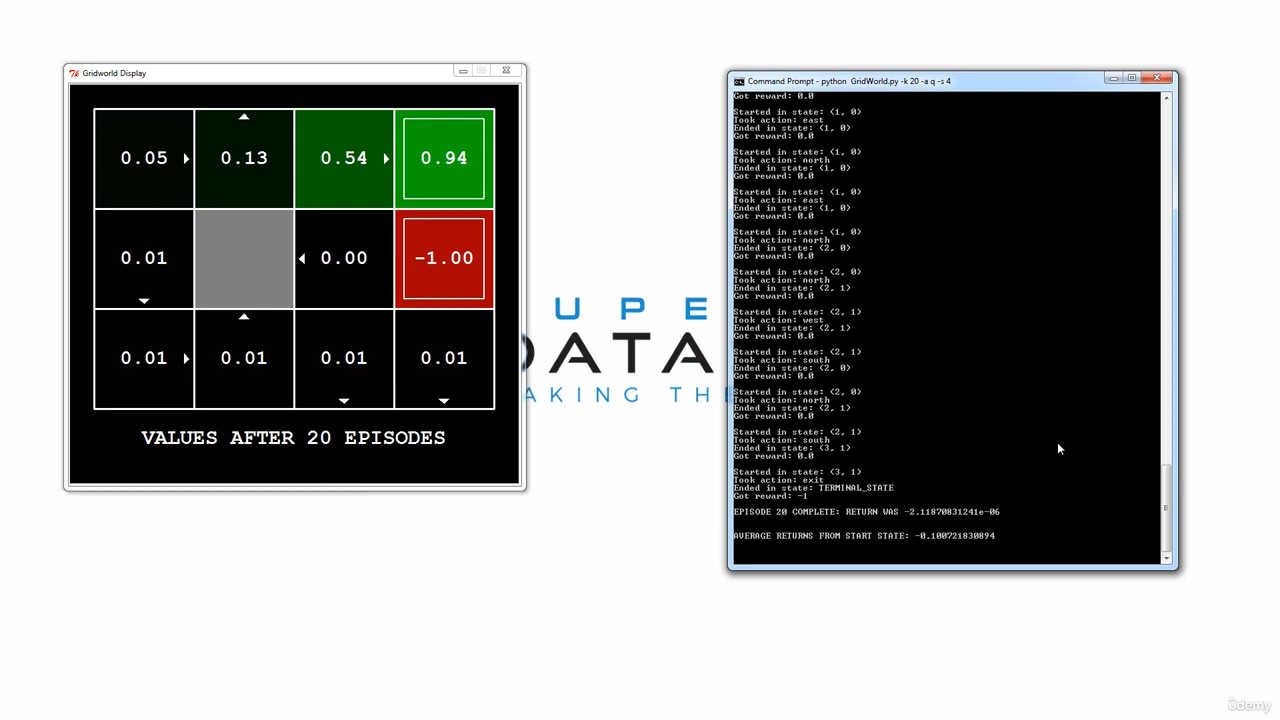 Gridworld Display
0.05 0.13 0.54 0.94
0.01 0.00 -1.00
0.01 0.01 0.01 0.01
VALUES AFTER 20 EPISODES
UPE
DATA
AKING TH
Command Prompt - python GridWorld.py -k 20 -a q -s 4
Got reward: 0.0
Started in state: (1, 0)
Took action: east
Ended in state: (1, 0)
Got reward: 0.0
Started in state: (1, 0)
Took action: north
Ended in state: (1, 0)
Got reward: 0.0
Started in state: (1, 0)
Took action: east
Ended in state: (1, 0)
Got reward: 0.0
Started in state: (1, 0)
Took action: north
Ended in state: (2, 0)
Got reward: 0.0
Started in state: (2, 0)
Took action: north
Ended in state: (2, 1)
Got reward: 0.0
Started in state: (2, 1)
Took action: west
Ended in state: (2, 1)
Got reward: 0.0
Started in state: (2, 1)
Took action: south
Ended in state: (2, 0)
Got reward: 0.0
Started in state: (2, 0)
Took action: north
Ended in state: (2, 1)
Got reward: 0.0
Started in state: (2, 1)
Took action: south
Ended in state: (3, 1)
Got reward: 0.0
Started in state: (3, 1)
Took action: exit
Ended in state: TERMINAL_STATE
Got reward: -1
EPISODE 20 COMPLETE: RETURN WAS -2.11870831241e-06
AVERAGE RETURNS FROM START STATE: -0.100721830894
ûdemy